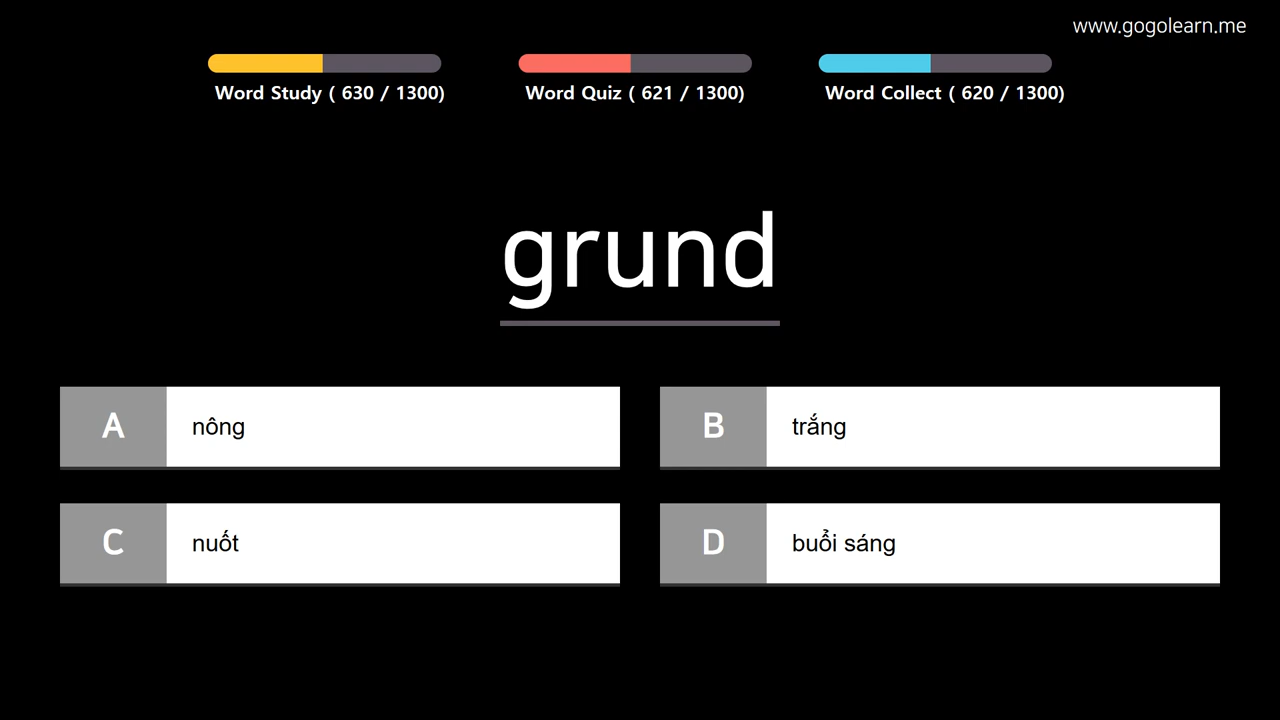 www.gogolearn.me
Word Study ( 630 / 1300)
Word Quiz ( 621 / 1300)
Word Collect ( 620 / 1300)
grund
A nông
B trắng
C nuốt
D buổi sáng